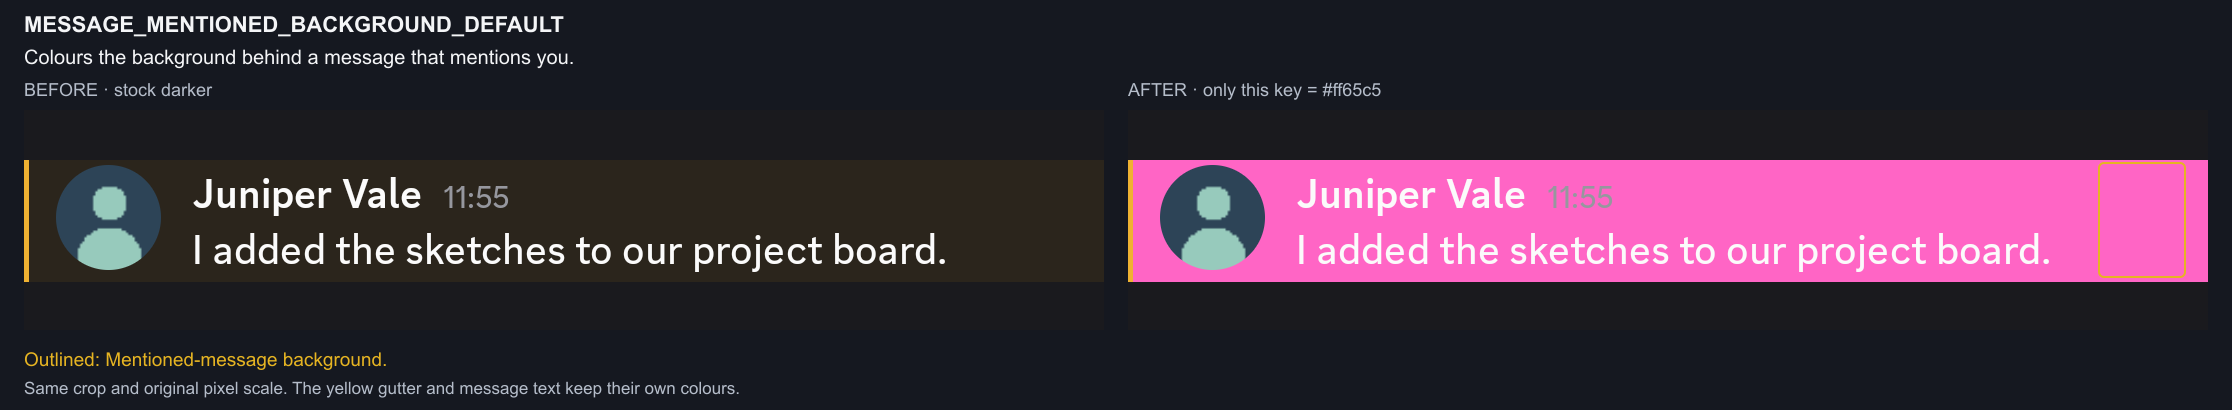 MESSAGE_MENTIONED_BACKGROUND_DEFAULT
Colours the background behind a message that mentions you.
BEFORE · stock darker
Juniper Vale 11:55
I added the sketches to our project board.
AFTER · only this key = #ff65c5
Juniper Vale 11:55
I added the sketches to our project board.
Outlined: Mentioned-message background.
Same crop and original pixel scale. The yellow gutter and message text keep their own colours.